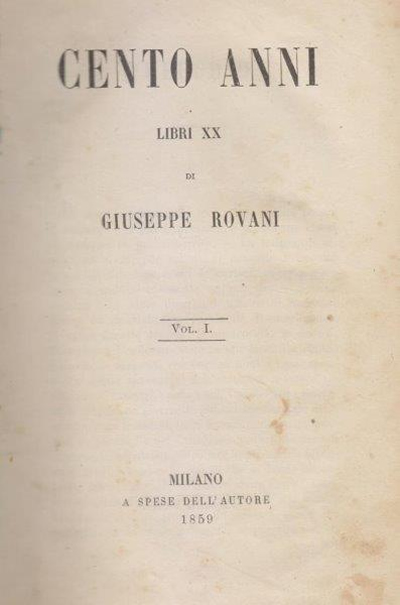 CENTO ANNI
LIBRI XX
DI
GIUSEPPE ROVANI
VOL. I.
MILANO
A SPESE DELL'AUTORE
1859